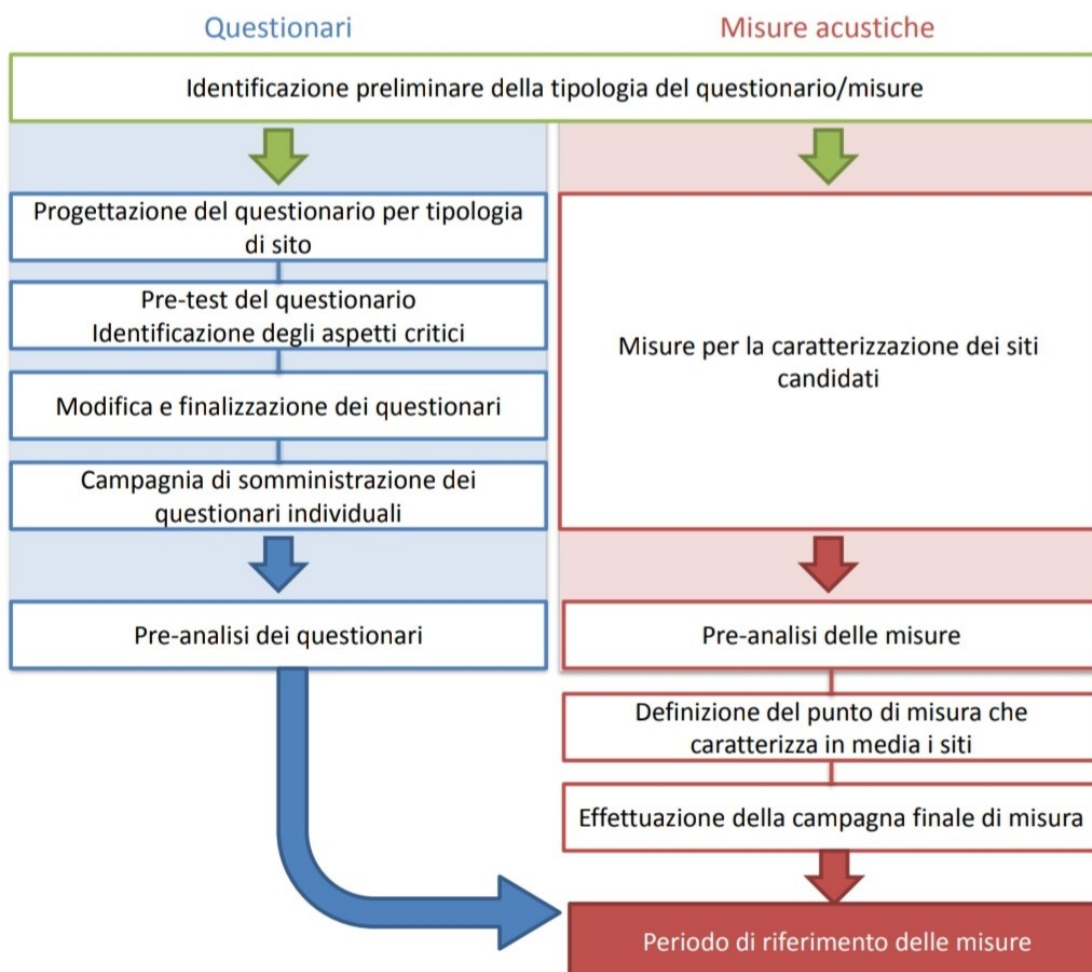 Questionari
Misure acustiche
Identificazione preliminare della tipologia del questionario/misure
Progettazione del questionario per tipologia
di sito
Pre-test del questionario
Identificazione degli aspetti critici
Modifica e finalizzazione dei questionari
Campagnia di somministrazione dei
questionari individuali
Pre-analisi dei questionari
Misure per la caratterizzazione dei siti
candidati
Pre-analisi delle misure
Definizione del punto di misura che
caratterizza in media i siti
Effettuazione della campagna finale di misura
Periodo di riferimento delle misure